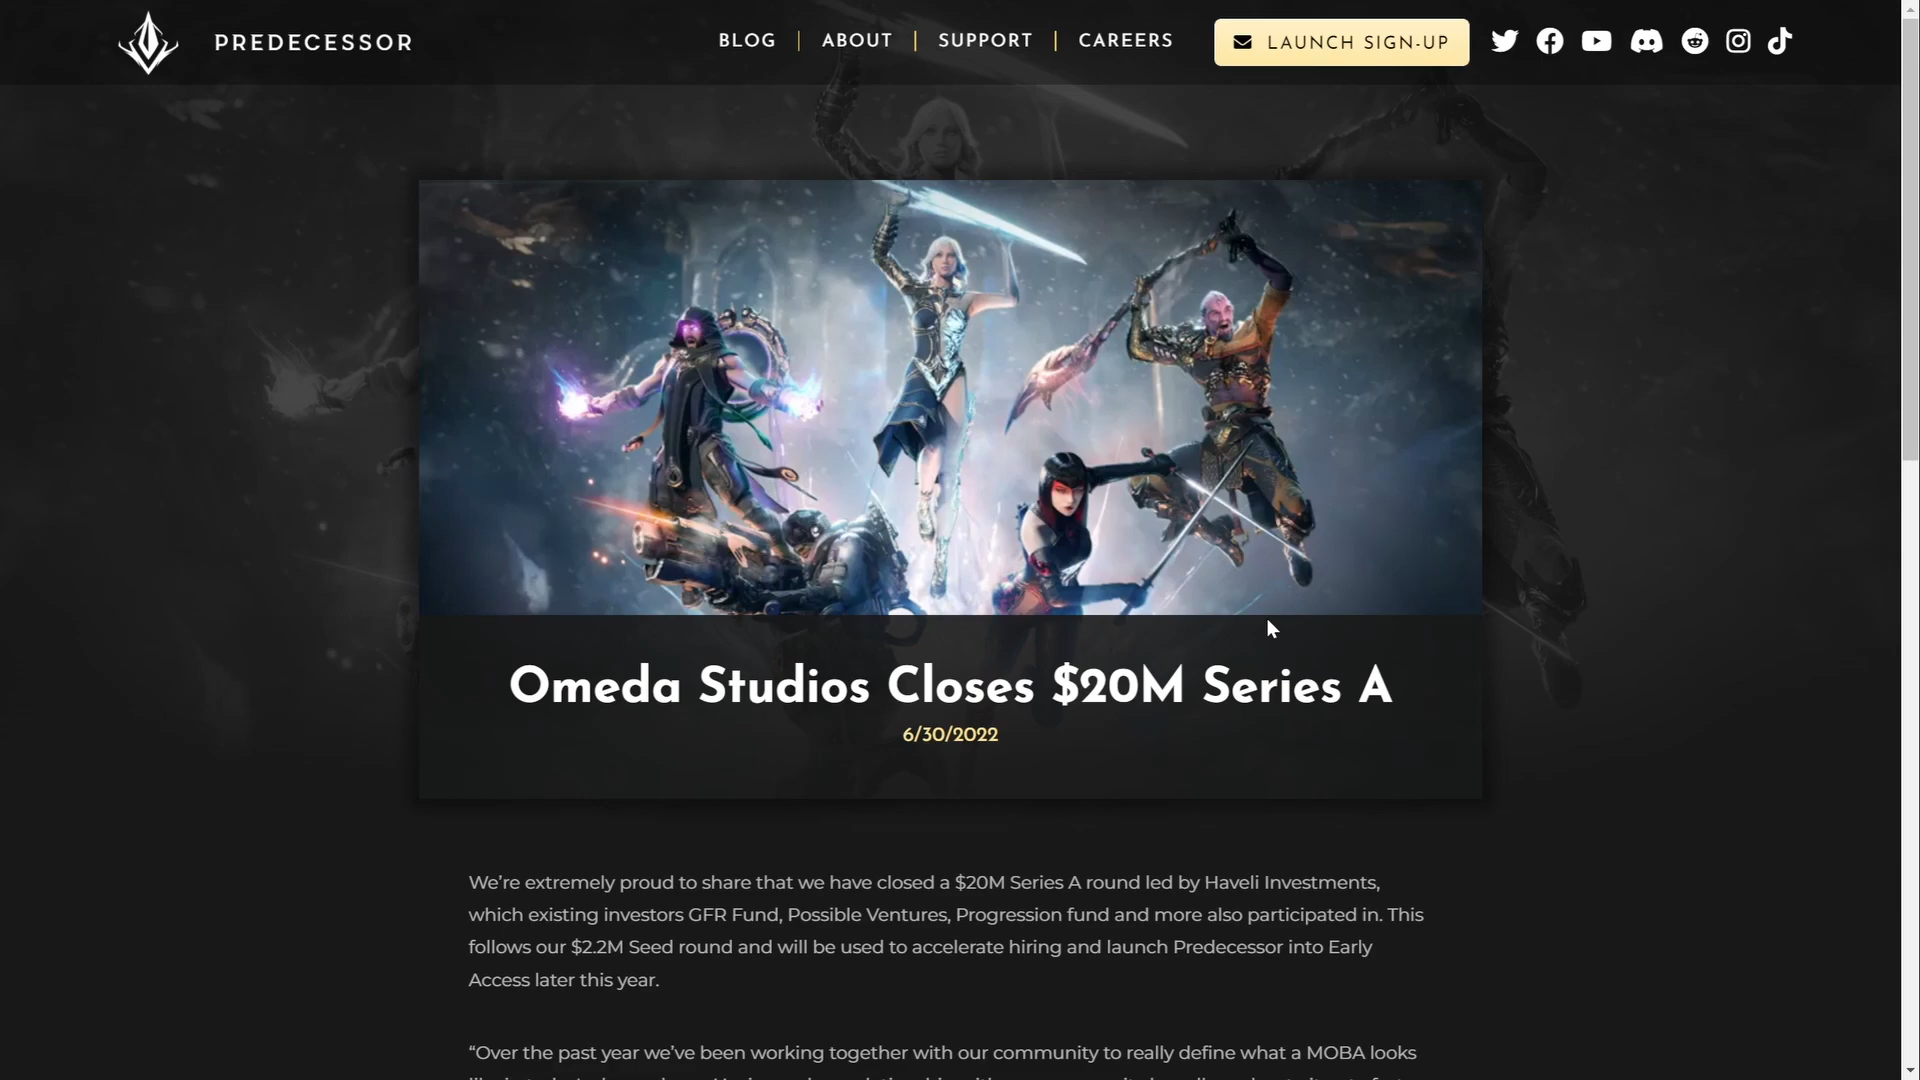 PREDECESSOR
BLOG | ABOUT | SUPPORT | CAREERS
LAUNCH SIGN-UP
Omeda Studios Closes $20M Series A
6/30/2022
We’re extremely proud to share that we have closed a $20M Series A round led by Haveli Investments,
which existing investors GFR Fund, Possible Ventures, Progression fund and more also participated in. This
follows our $2.2M Seed round and will be used to accelerate hiring and launch Predecessor into Early
Access later this year.
“Over the past year we’ve been working together with our community to really define what a MOBA looks